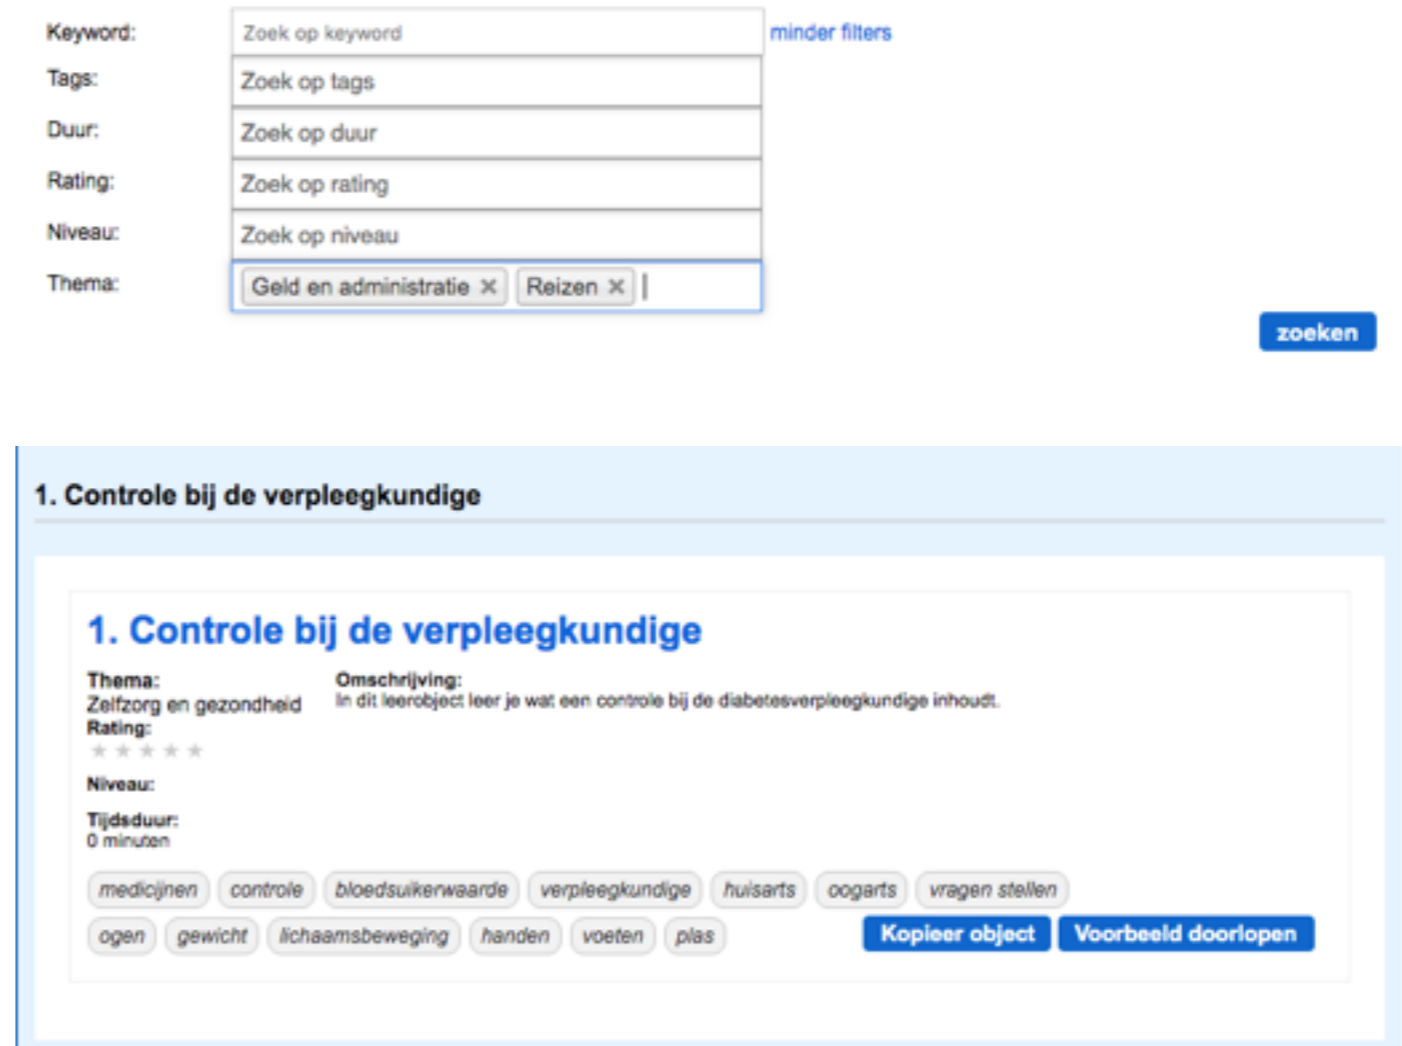 Keyword: Zoek op keyword minder filters
Tags: Zoek op tags
Duur: Zoek op duur
Rating: Zoek op rating
Niveau: Zoek op niveau
Thema: Geld en administratie × Reizen ×
zoeken
1. Controle bij de verpleegkundige
1. Controle bij de verpleegkundige
Thema: Omschrijving:
Zelfzorg en gezondheid In dit leerobject leer je wat een controle bij de diabetesverpleegkundige inhoudt.
Rating:
★ ★ ★ ★ ★
Niveau:
Tijdsduur:
0 minuten
medicijnen controle bloedsuikerwaarde verpleegkundige huisarts oogarts vragen stellen
ogen gewicht lichaamsbeweging handen voeten plas Kopieer object Voorbeeld doorlopen